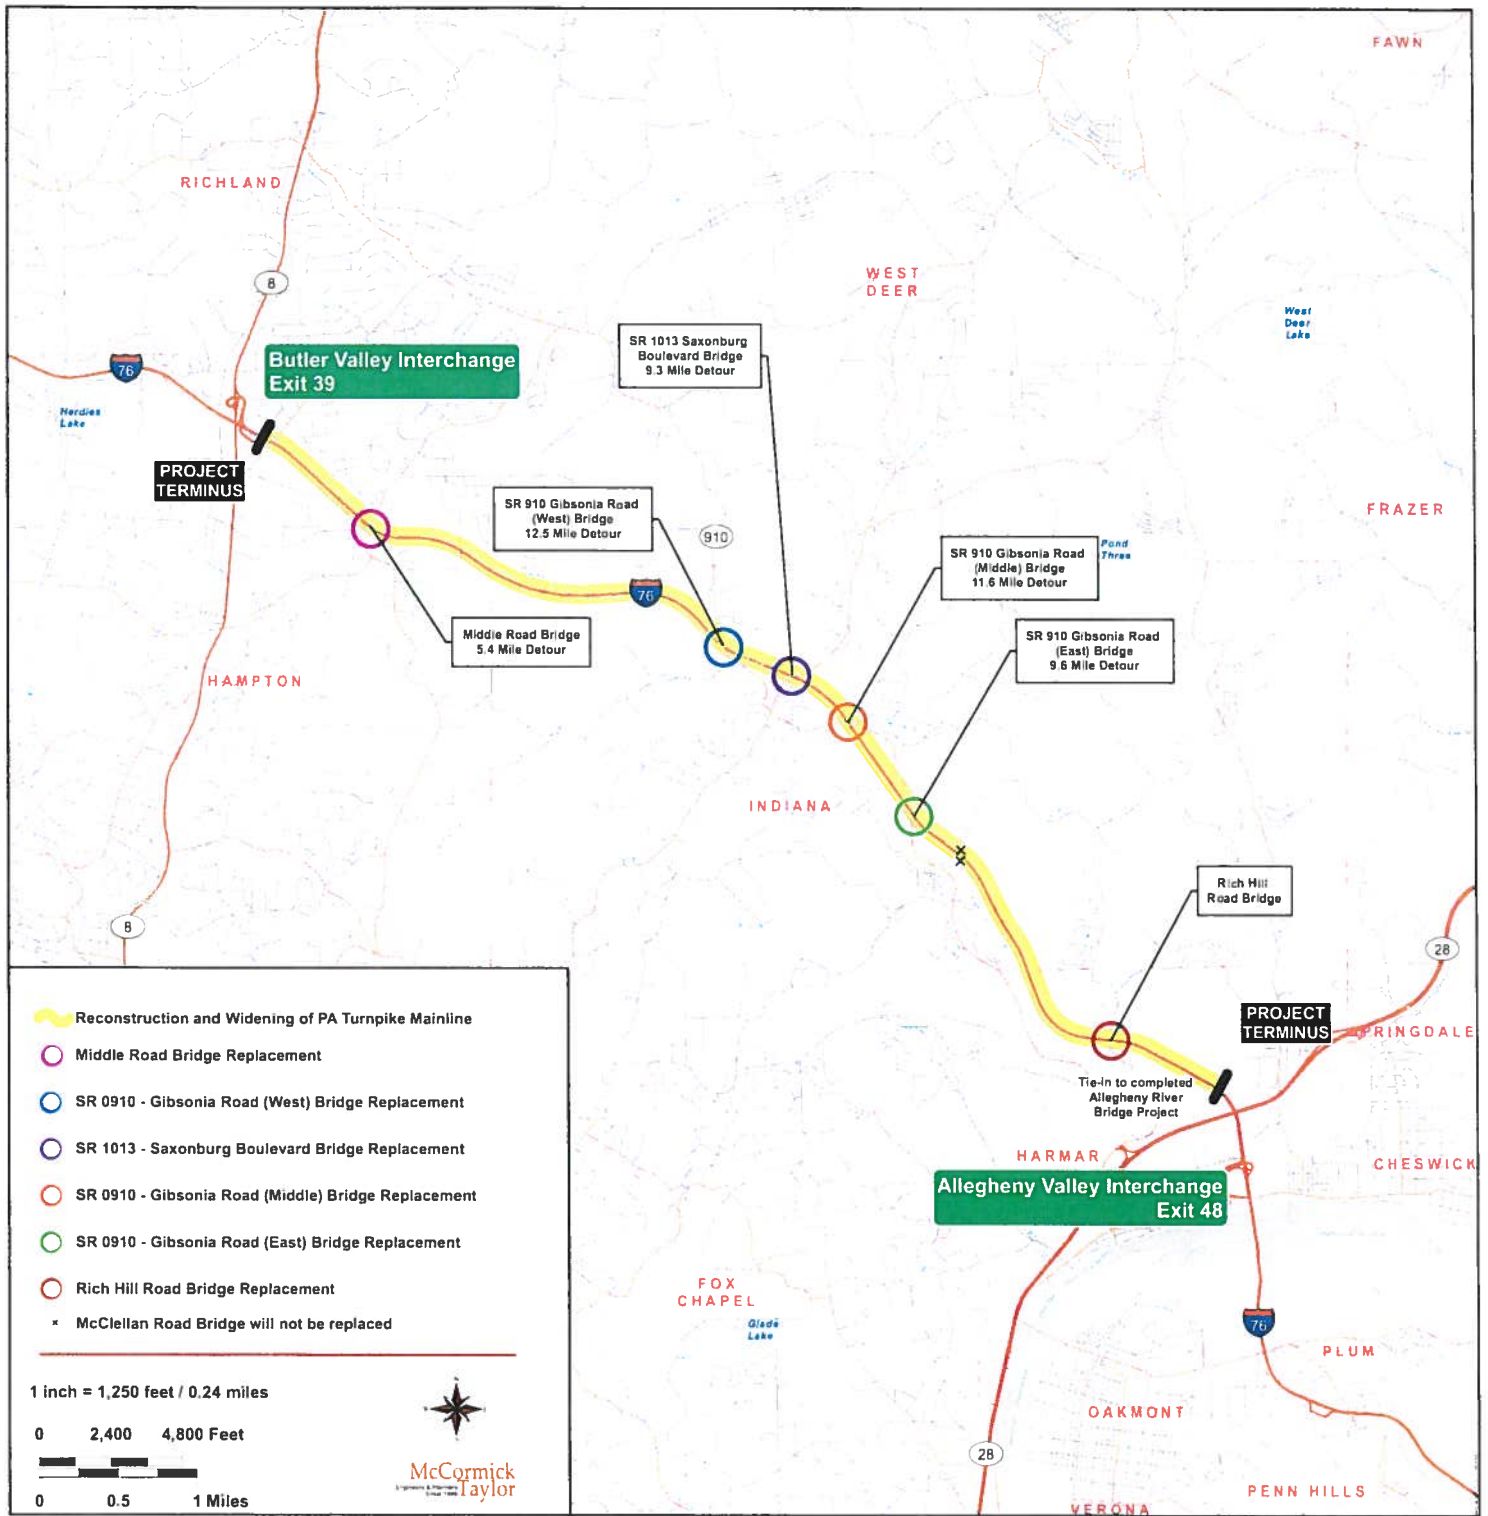 FAWN
RICHLAND
8
WEST
DEER
West
Deer
Lake
SR 1013 Saxonburg
Boulevard Bridge
9.3 Mile Detour
Butler Valley Interchange
Exit 39
76
Herdies
Lake
PROJECT
TERMINUS
SR 910 Gibsonia Road
(West) Bridge
12.5 Mile Detour
910
FRAZER
Pond
Three
SR 910 Gibsonia Road
(Middle) Bridge
11.6 Mile Detour
76
Middle Road Bridge
5.4 Mile Detour
SR 910 Gibsonia Road
(East) Bridge
9.6 Mile Detour
HAMPTON
INDIANA
Rich Hill
Road Bridge
8
28
PROJECT
TERMINUS
PRINGDALE
Tie-in to completed
Allegheny River
Bridge Project
HARMAR
CHESWICK
Allegheny Valley Interchange
Exit 48
FOX
CHAPEL
Glade
Lake
76
PLUM
OAKMONT
28
PENN HILLS
VERONA
Reconstruction and Widening of PA Turnpike Mainline
Middle Road Bridge Replacement
SR 0910 - Gibsonia Road (West) Bridge Replacement
SR 1013 - Saxonburg Boulevard Bridge Replacement
SR 0910 - Gibsonia Road (Middle) Bridge Replacement
SR 0910 - Gibsonia Road (East) Bridge Replacement
Rich Hill Road Bridge Replacement
x McClellan Road Bridge will not be replaced
1 inch = 1,250 feet / 0.24 miles
0 2,400 4,800 Feet
0 0.5 1 Miles
McCormick
Taylor